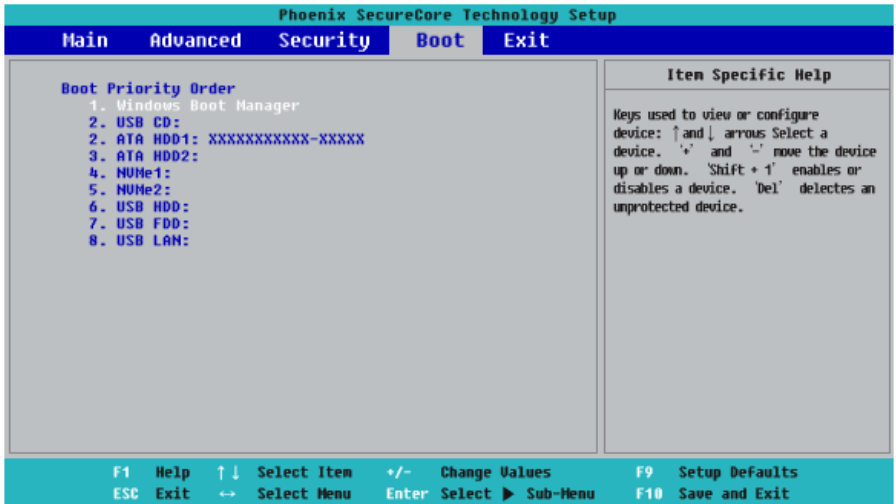 Phoenix SecureCore Technology Setup
Main Advanced Security Boot Exit
Boot Priority Order
1. Windows Boot Manager
2. USB CD:
2. ATA HDD1: XXXXXXXXXXX-XXXXX
3. ATA HDD2:
4. NVMe1:
5. NVMe2:
6. USB HDD:
7. USB FDD:
8. USB LAN:
Item Specific Help
Keys used to view or configure
device: ↑and↓ arrows Select a
device. '+' and '-' move the device
up or down. 'Shift + 1' enables or
disables a device. 'Del' delectes an
unprotected device.
F1 Help ↑↓ Select Item +/- Change Values F9 Setup Defaults
ESC Exit ↔ Select Menu Enter Select ▶ Sub-Menu F10 Save and Exit